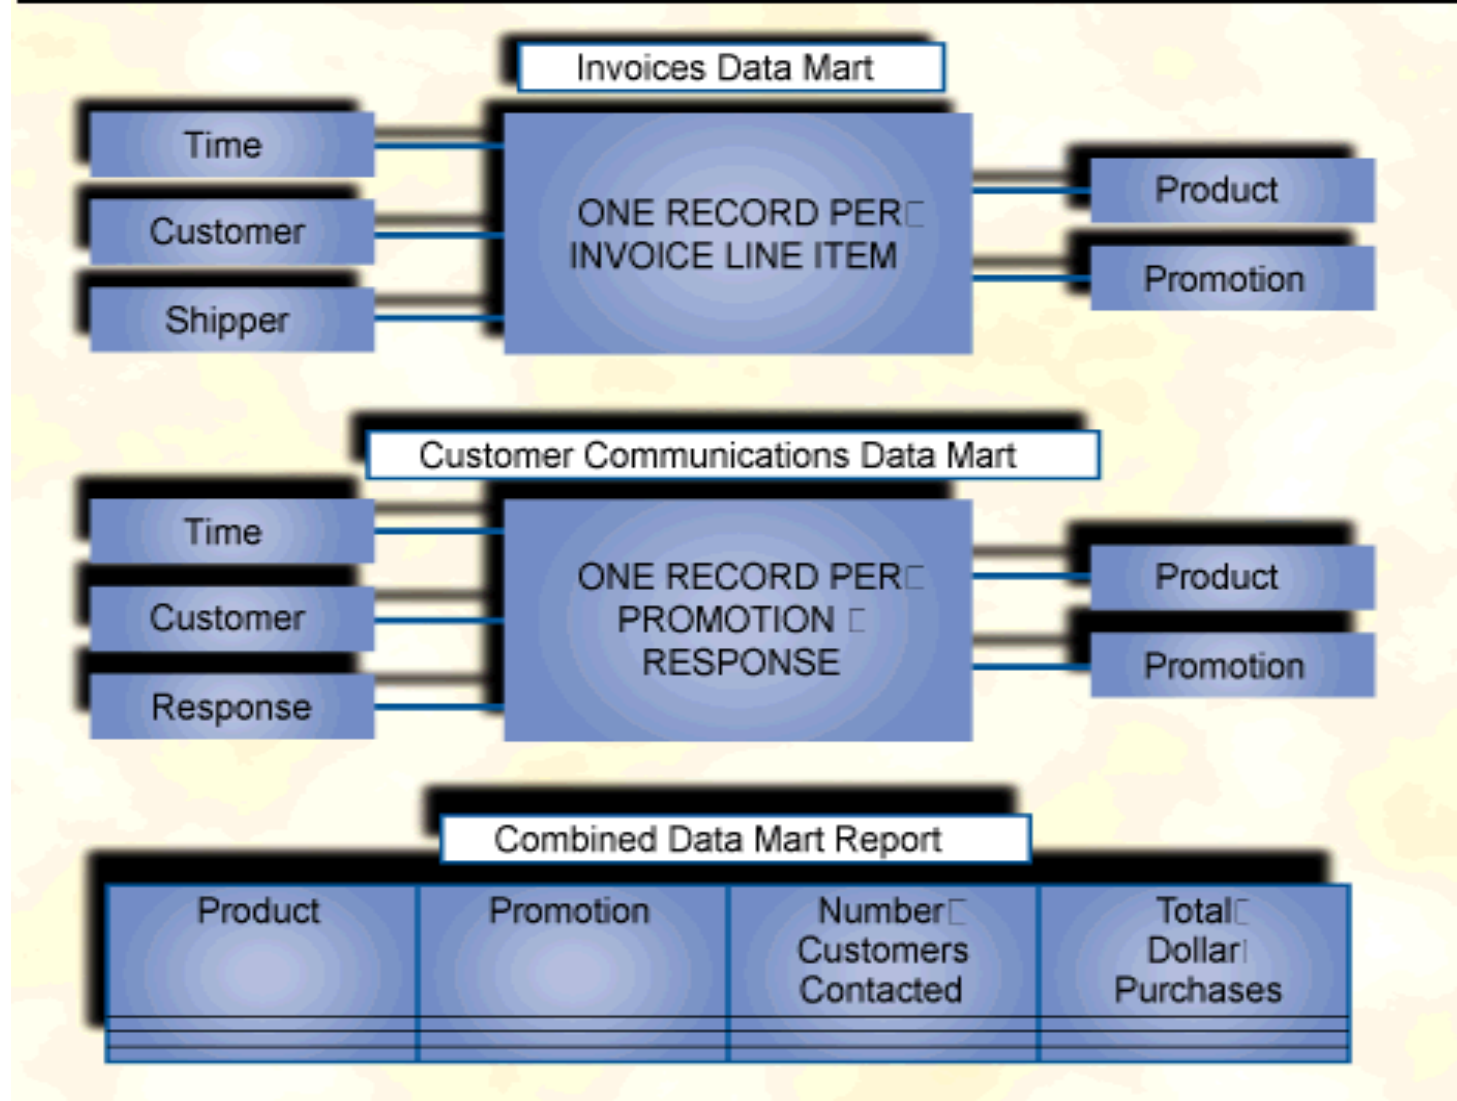 Invoices Data Mart
Time
Customer
Shipper
ONE RECORD PER
INVOICE LINE ITEM
Product
Promotion
Customer Communications Data Mart
Time
Customer
Response
ONE RECORD PER
PROMOTION
RESPONSE
Product
Promotion
Combined Data Mart Report
Product
Promotion
Number
Customers
Contacted
Total
Dollar
Purchases